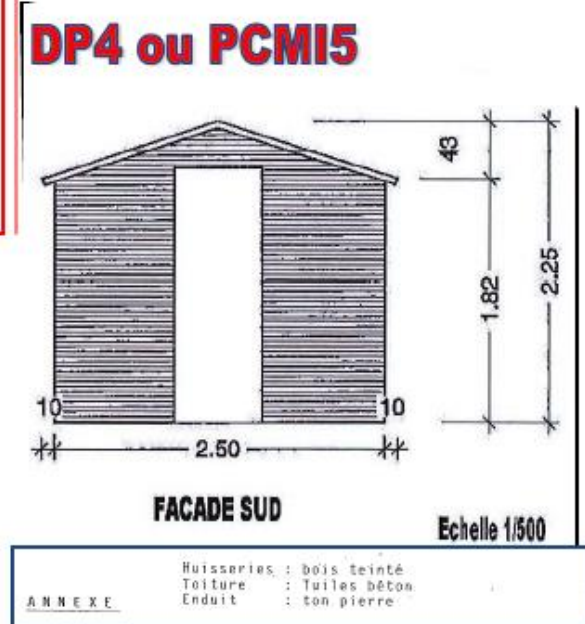 DP4 ou PCMI5
43
1.82
2.25
10
10
2.50
FACADE SUD
Echelle 1/500
Huisseries : bois teinté
Toiture : Tuiles béton
ANNEXE
Enduit : ton pierre